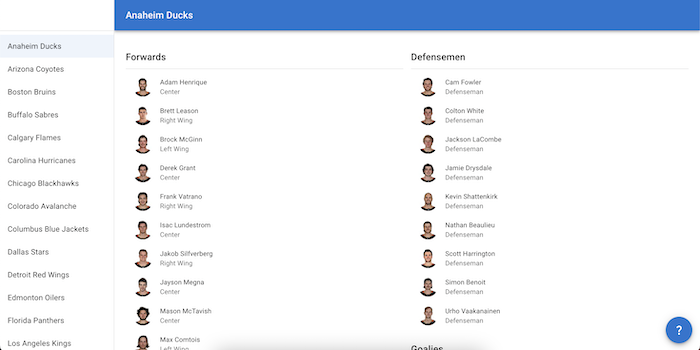 Anaheim Ducks
Anaheim Ducks
Arizona Coyotes
Boston Bruins
Buffalo Sabres
Calgary Flames
Carolina Hurricanes
Chicago Blackhawks
Colorado Avalanche
Columbus Blue Jackets
Dallas Stars
Detroit Red Wings
Edmonton Oilers
Florida Panthers
Los Angeles Kings
Forwards
Adam Henrique
Center
Brett Leason
Right Wing
Brock McGinn
Left Wing
Derek Grant
Center
Frank Vatrano
Right Wing
Isac Lundestrom
Center
Jakob Silfverberg
Right Wing
Jayson Megna
Center
Mason McTavish
Center
Max Comtois
Left Wing
Defensemen
Cam Fowler
Defenseman
Colton White
Defenseman
Jackson LaCombe
Defenseman
Jamie Drysdale
Defenseman
Kevin Shattenkirk
Defenseman
Nathan Beaulieu
Defenseman
Scott Harrington
Defenseman
Simon Benoit
Defenseman
Urho Vaakanainen
Defenseman
Goalies
?